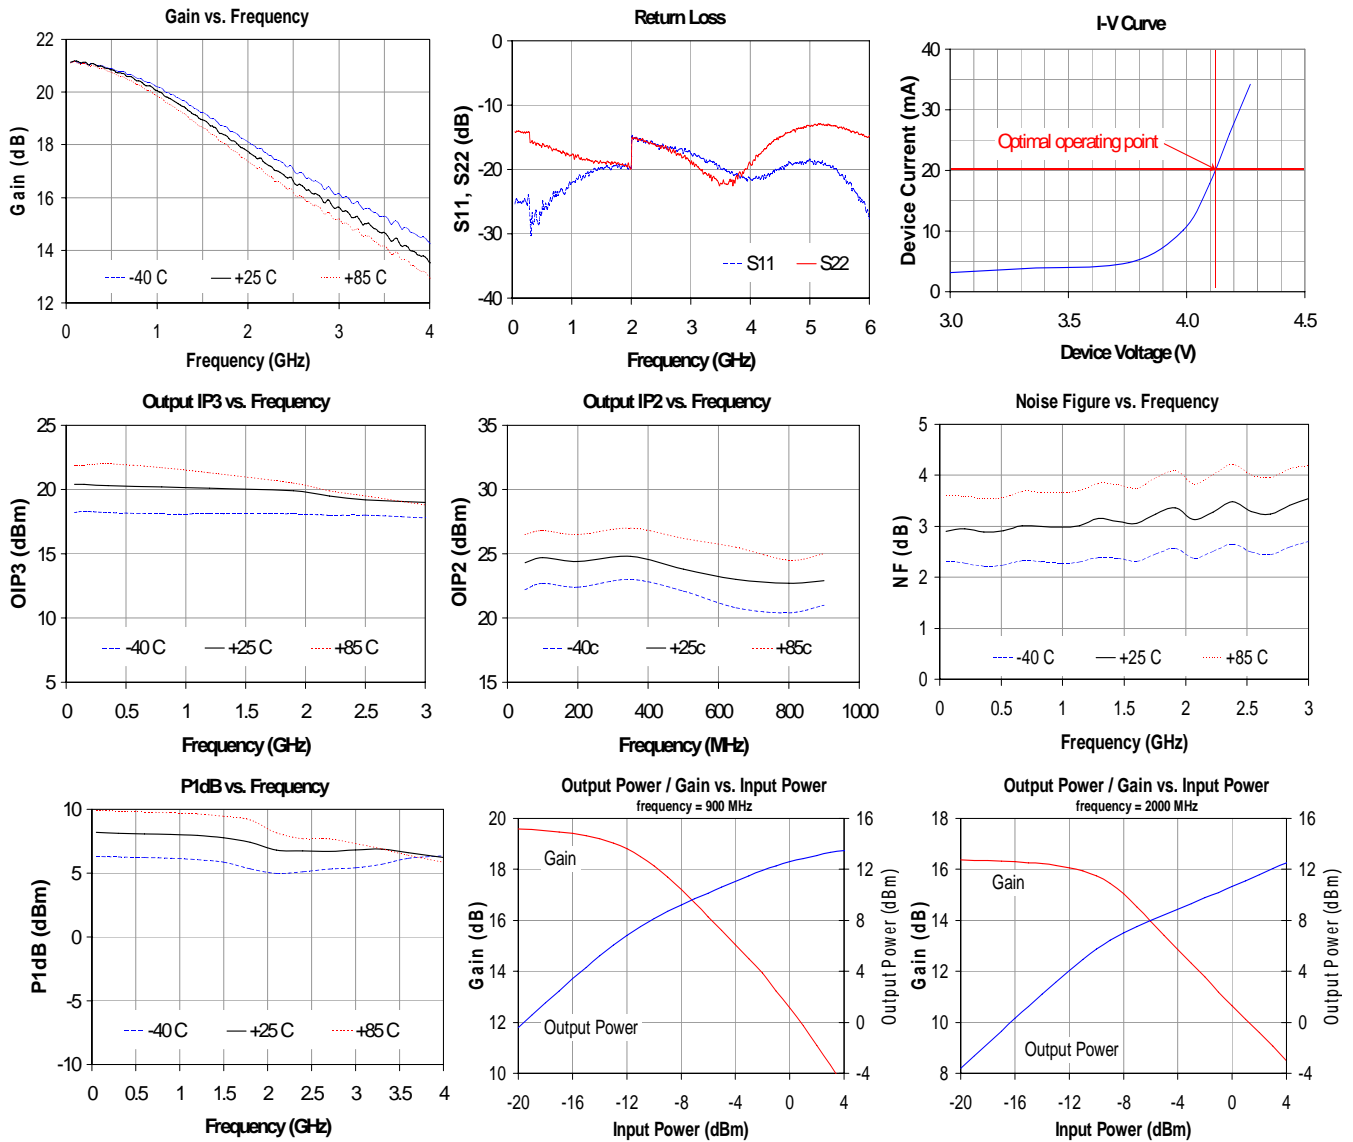 Gain vs. Frequency
22
20
18
16
14
12
Gain (dB)
-40 C
+25 C
+85 C
0
1
2
3
4
Frequency (GHz)
Return Loss
0
-10
-20
-30
-40
S11, S22 (dB)
S11
S22
0
1
2
3
4
5
6
Frequency (GHz)
I-V Curve
40
30
20
10
0
Device Current (mA)
Optimal operating point
3.0
3.5
4.0
4.5
Device Voltage (V)
Output IP3 vs. Frequency
25
20
15
10
5
OIP3 (dBm)
-40 C
+25 C
+85 C
0
0.5
1
1.5
2
2.5
3
Frequency (GHz)
Output IP2 vs. Frequency
35
30
25
20
15
OIP2 (dBm)
-40c
+25c
+85c
0
200
400
600
800
1000
Frequency (MHz)
Noise Figure vs. Frequency
5
4
3
2
1
0
NF (dB)
-40 C
+25 C
+85 C
0
0.5
1
1.5
2
2.5
3
Frequency (GHz)
P1dB vs. Frequency
10
5
0
-5
-10
P1dB (dBm)
-40 C
+25 C
+85 C
0
0.5
1
1.5
2
2.5
3
3.5
4
Frequency (GHz)
Output Power / Gain vs. Input Power
frequency = 900 MHz
20
18
16
14
12
10
Gain (dB)
Gain
Output Power
16
12
8
4
0
-4
Output Power (dBm)
-20
-16
-12
-8
-4
0
4
Input Power (dBm)
Output Power / Gain vs. Input Power
frequency = 2000 MHz
18
16
14
12
10
8
Gain (dB)
Gain
Output Power
16
12
8
4
0
-4
Output Power (dBm)
-20
-16
-12
-8
-4
0
4
Input Power (dBm)